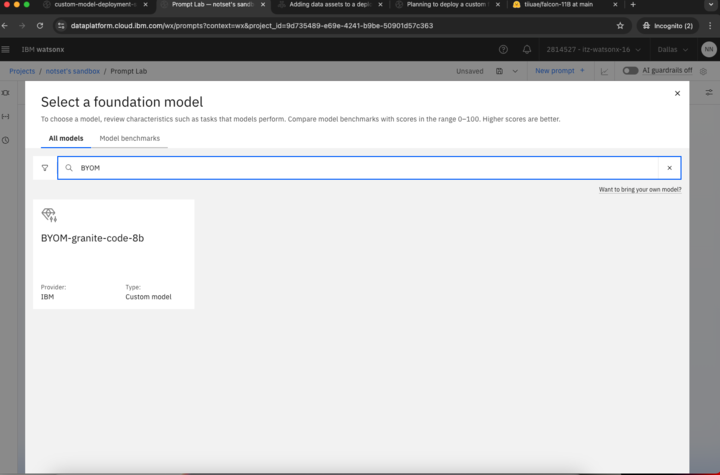 custom-model-deployment-
Prompt Lab — notset's sandb
Adding data assets to a depl
Planning to deploy a custom
tiiuae/falcon-11B at main
dataplatform.cloud.ibm.com/wx/prompts?context=wx&project_id=9d735489-e69e-4241-b9be-50901d57c363
Incognito (2)
IBM watsonx
2814527 - itz-watsonx-16
Dallas
NN
Projects / notset's sandbox / Prompt Lab
Unsaved
New prompt +
AI guardrails off
Select a foundation model
To choose a model, review characteristics such as tasks that models perform. Compare model benchmarks with scores in the range 0–100. Higher scores are better.
All models
Model benchmarks
BYOM
Want to bring your own model?
BYOM-granite-code-8b
Provider:
IBM
Type:
Custom model